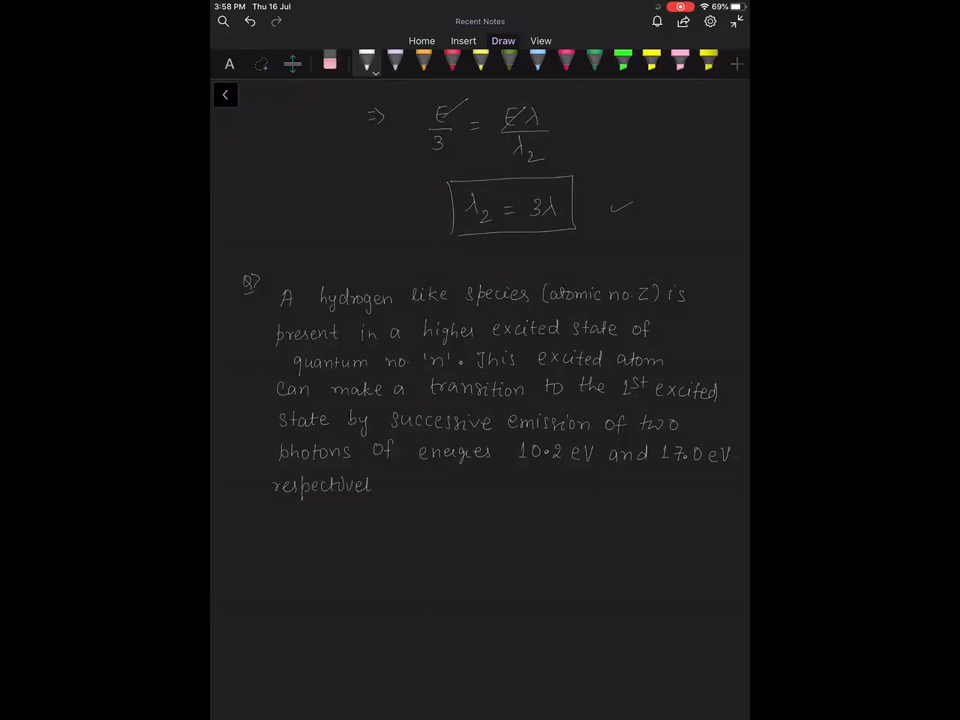 3:58 PM Thu 16 Jul
69%
Recent Notes
Home Insert Draw View
A
⇒ E/3 = Eλ/λ₂
λ₂ = 3λ ✓
Q7
A hydrogen like species (atomic no. Z) is
present in a higher excited state of
quantum no. 'n'. This excited atom
can make a transition to the 1st excited
state by successive emission of two
photons of energies 10.2 eV and 17.0 eV
respectivel